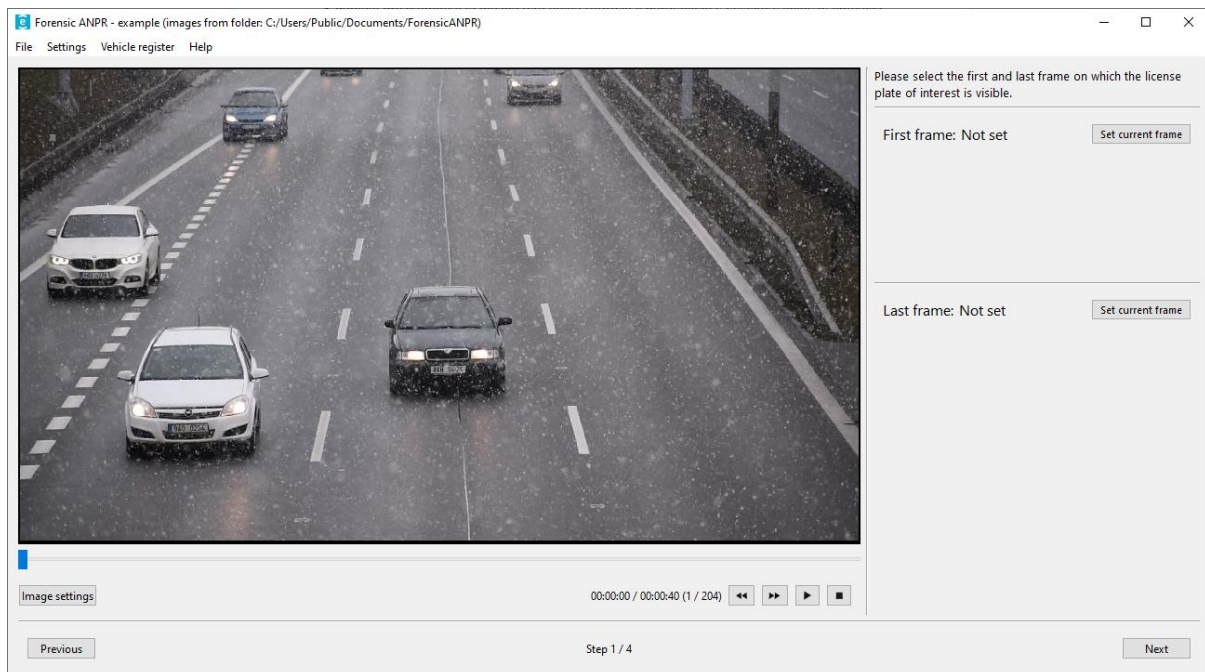 Forensic ANPR - example (images from folder: C:/Users/Public/Documents/ForensicANPR)
File Settings Vehicle register Help
Please select the first and last frame on which the license
plate of interest is visible.
First frame: Not set
Set current frame
Last frame: Not set
Set current frame
Image settings
00:00:00 / 00:00:40 (1 / 204)
Previous
Step 1 / 4
Next